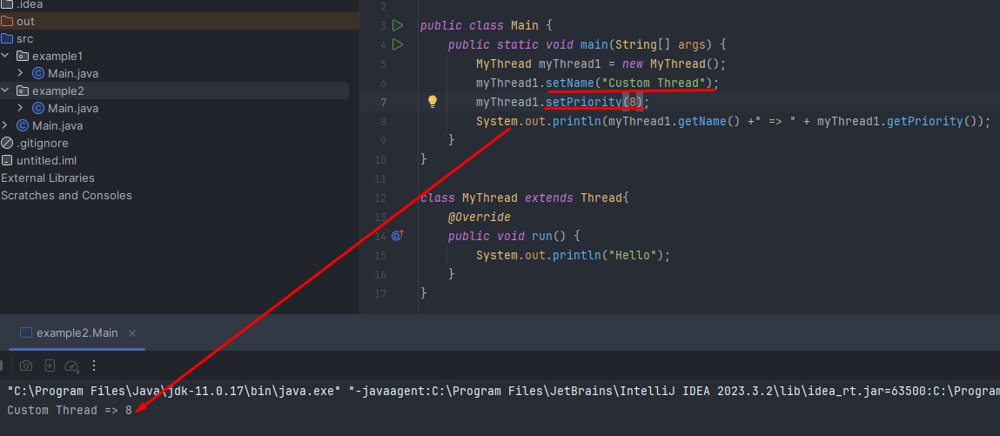 .idea
out
src
example1
Main.java
example2
Main.java
Main.java
.gitignore
untitled.iml
External Libraries
Scratches and Consoles
2
3 public class Main {
4 public static void main(String[] args) {
5 MyThread myThread1 = new MyThread();
6 myThread1.setName("Custom Thread");
7 myThread1.setPriority(8);
8 System.out.println(myThread1.getName() +" => " + myThread1.getPriority());
9 }
10 }
11
12 class MyThread extends Thread{
13 @Override
14 public void run() {
15 System.out.println("Hello");
16 }
17 }
example2.Main
"C:\Program Files\Java\jdk-11.0.17\bin\java.exe" "-javaagent:C:\Program Files\JetBrains\IntelliJ IDEA 2023.3.2\lib\idea_rt.jar=63500:C:\Program
Custom Thread => 8